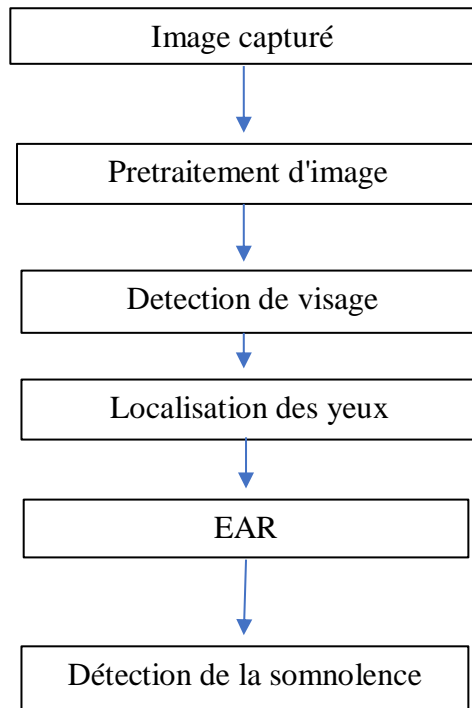 Image capturé
Pretraitement d'image
Detection de visage
Localisation des yeux
EAR
Détection de la somnolence